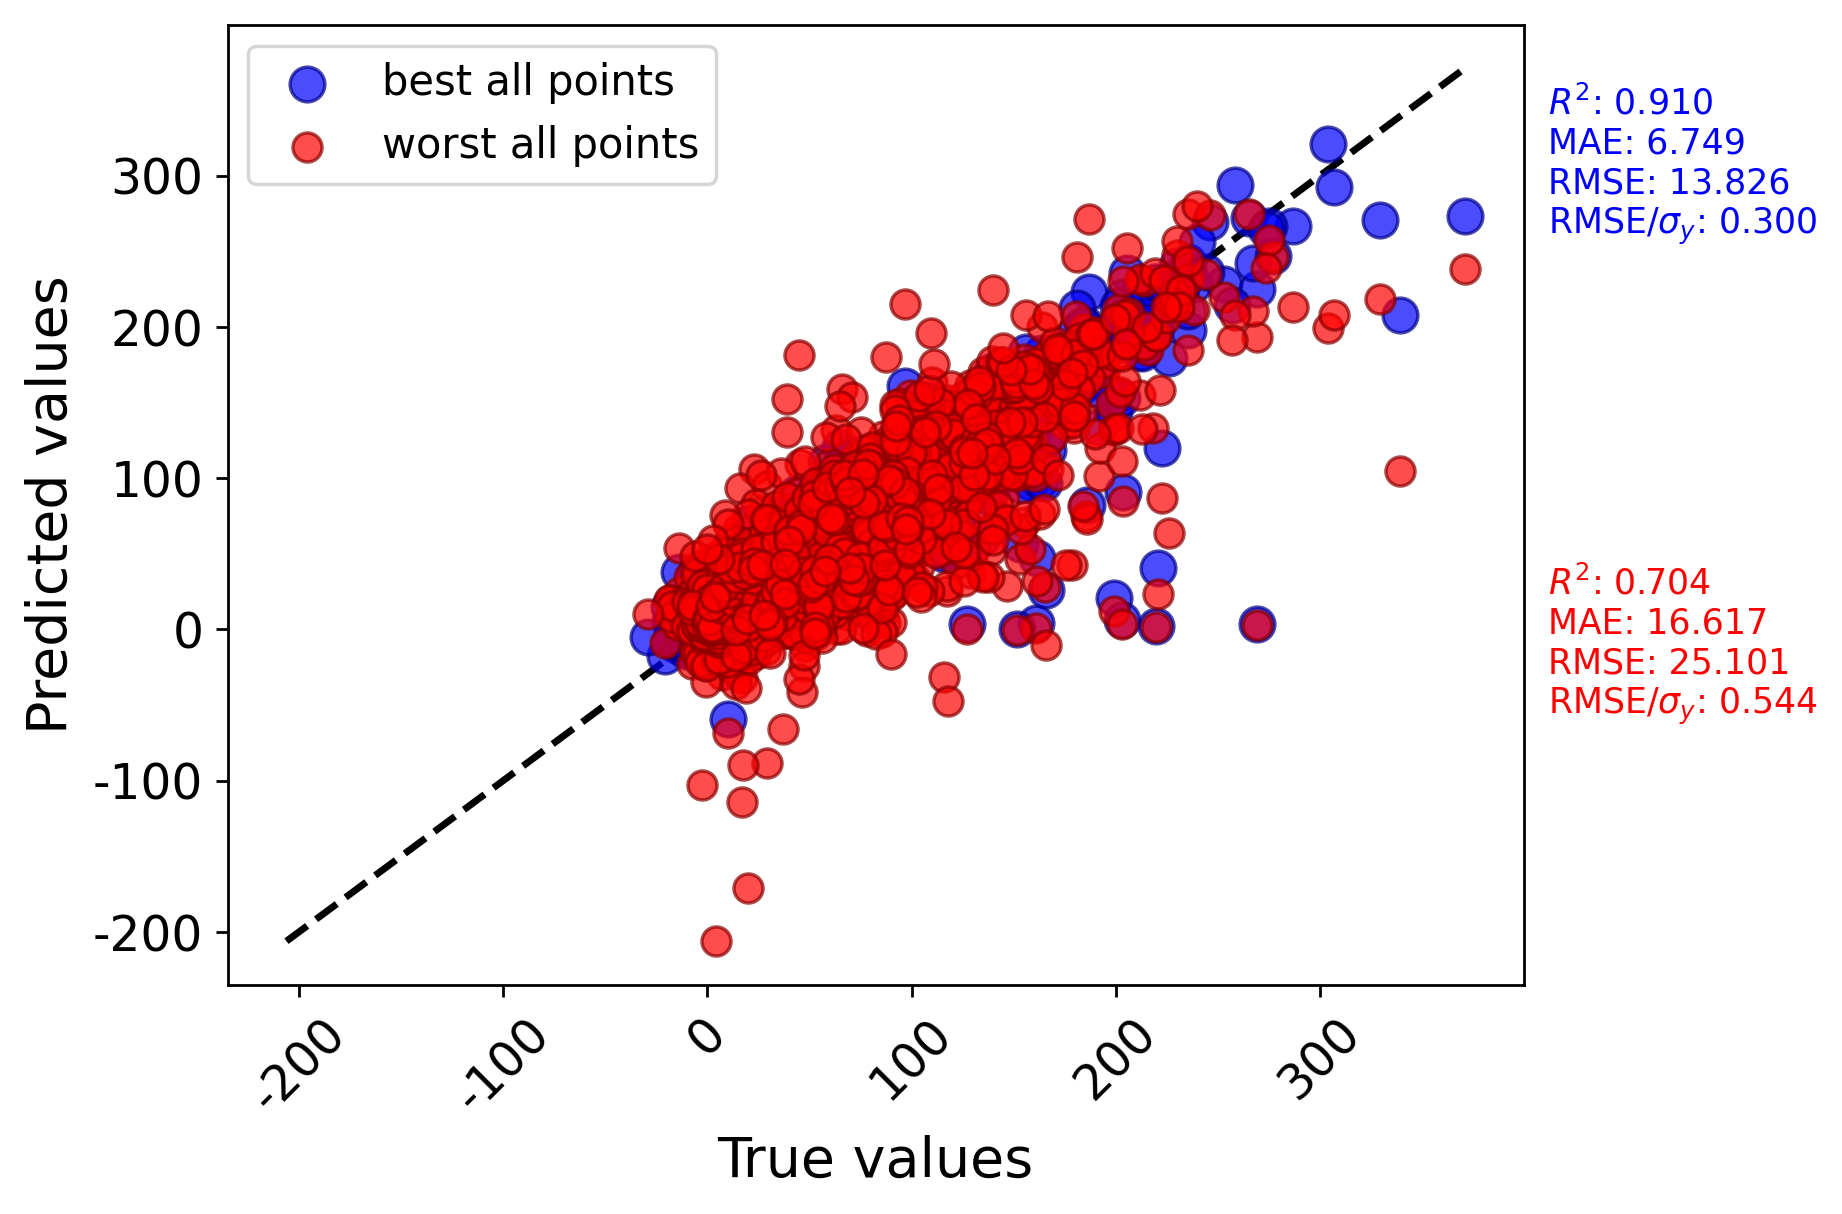 best all points
worst all points
R²: 0.910
MAE: 6.749
RMSE: 13.826
RMSE/σy: 0.300
R²: 0.704
MAE: 16.617
RMSE: 25.101
RMSE/σy: 0.544
Predicted values
300
200
100
0
-100
-200
-200
-100
0
100
200
300
True values